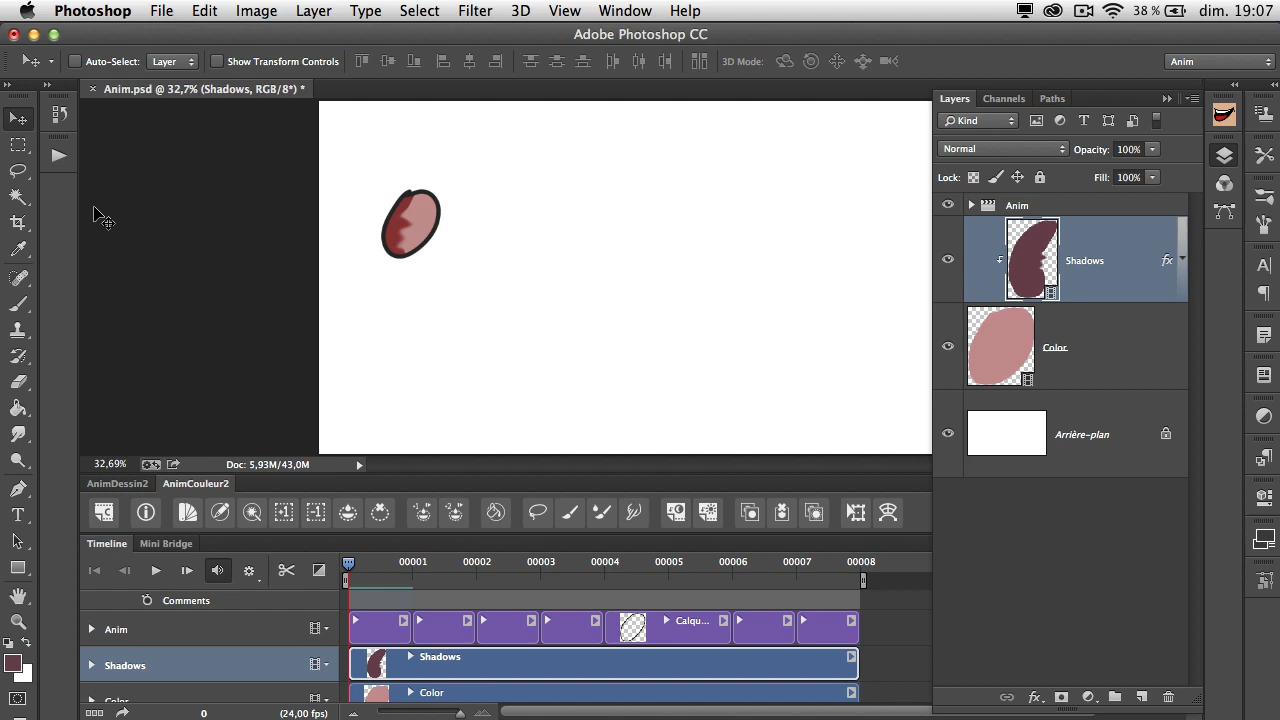 Photoshop File Edit Image Layer Type Select Filter 3D View Window Help 38 % dim. 19:07
Adobe Photoshop CC
Auto-Select: Layer Show Transform Controls 3D Mode: Anim
Anim.psd @ 32,7% (Shadows, RGB/8*) *
Layers Channels Paths
Kind
Normal Opacity: 100%
Lock: Fill: 100%
Anim
Shadows fx
Color
Arrière-plan
32,69% Doc: 5,93M/43,0M
AnimDessin2 AnimCouleur2
Timeline Mini Bridge
00001 00002 00003 00004 00005 00006 00007 00008
Comments
Anim Calqu...
Shadows Shadows
Color Color
0 (24,00 fps)
fx